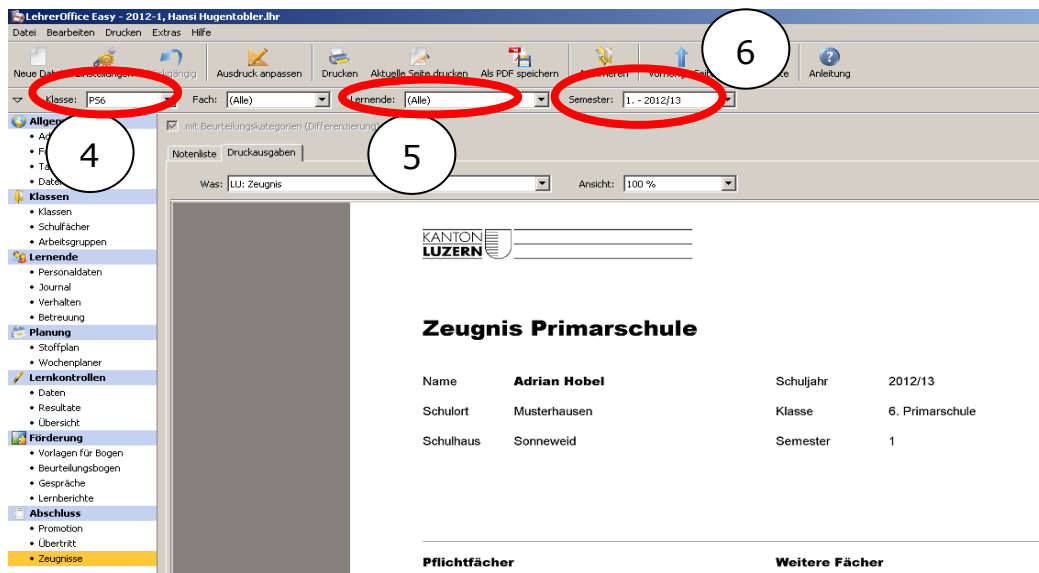 LehrerOffice Easy - 2012-1, Hansi Hugentobler.lhr
Datei Bearbeiten Drucken Extras Hilfe
6
Neue Ausdruck anpassen Drucken Aktuelle Seite drucken Als PDF speichern Anleitung
Klasse: PS6 Fach: (Alle) Lernende: (Alle) Semester: 1. - 2012/13
4
5
mit Beurteilungskategorien (Differenzierung)
Notenliste Druckausgaben
Was: LU: Zeugnis Ansicht: 100 %
Klassen
• Klassen
• Schulfächer
• Arbeitsgruppen
Lernende
• Personaldaten
• Journal
• Verhalten
• Betreuung
Planung
• Stoffplan
• Wochenplaner
Lernkontrollen
• Daten
• Resultate
• Übersicht
Förderung
• Vorlagen für Bogen
• Beurteilungsbogen
• Gespräche
• Lernberichte
Abschluss
• Promotion
• Übertritt
• Zeugnisse
KANTON
LUZERN
Zeugnis Primarschule
Name Adrian Hobel Schuljahr 2012/13
Schulort Musterhausen Klasse 6. Primarschule
Schulhaus Sonneweid Semester 1
Pflichtfächer Weitere Fächer